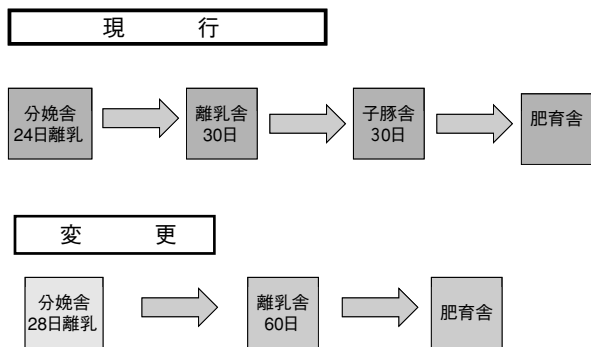 現　行
分娩舎
24日離乳
離乳舎
30日
子豚舎
30日
肥育舎
変　更
分娩舎
28日離乳
離乳舎
60日
肥育舎